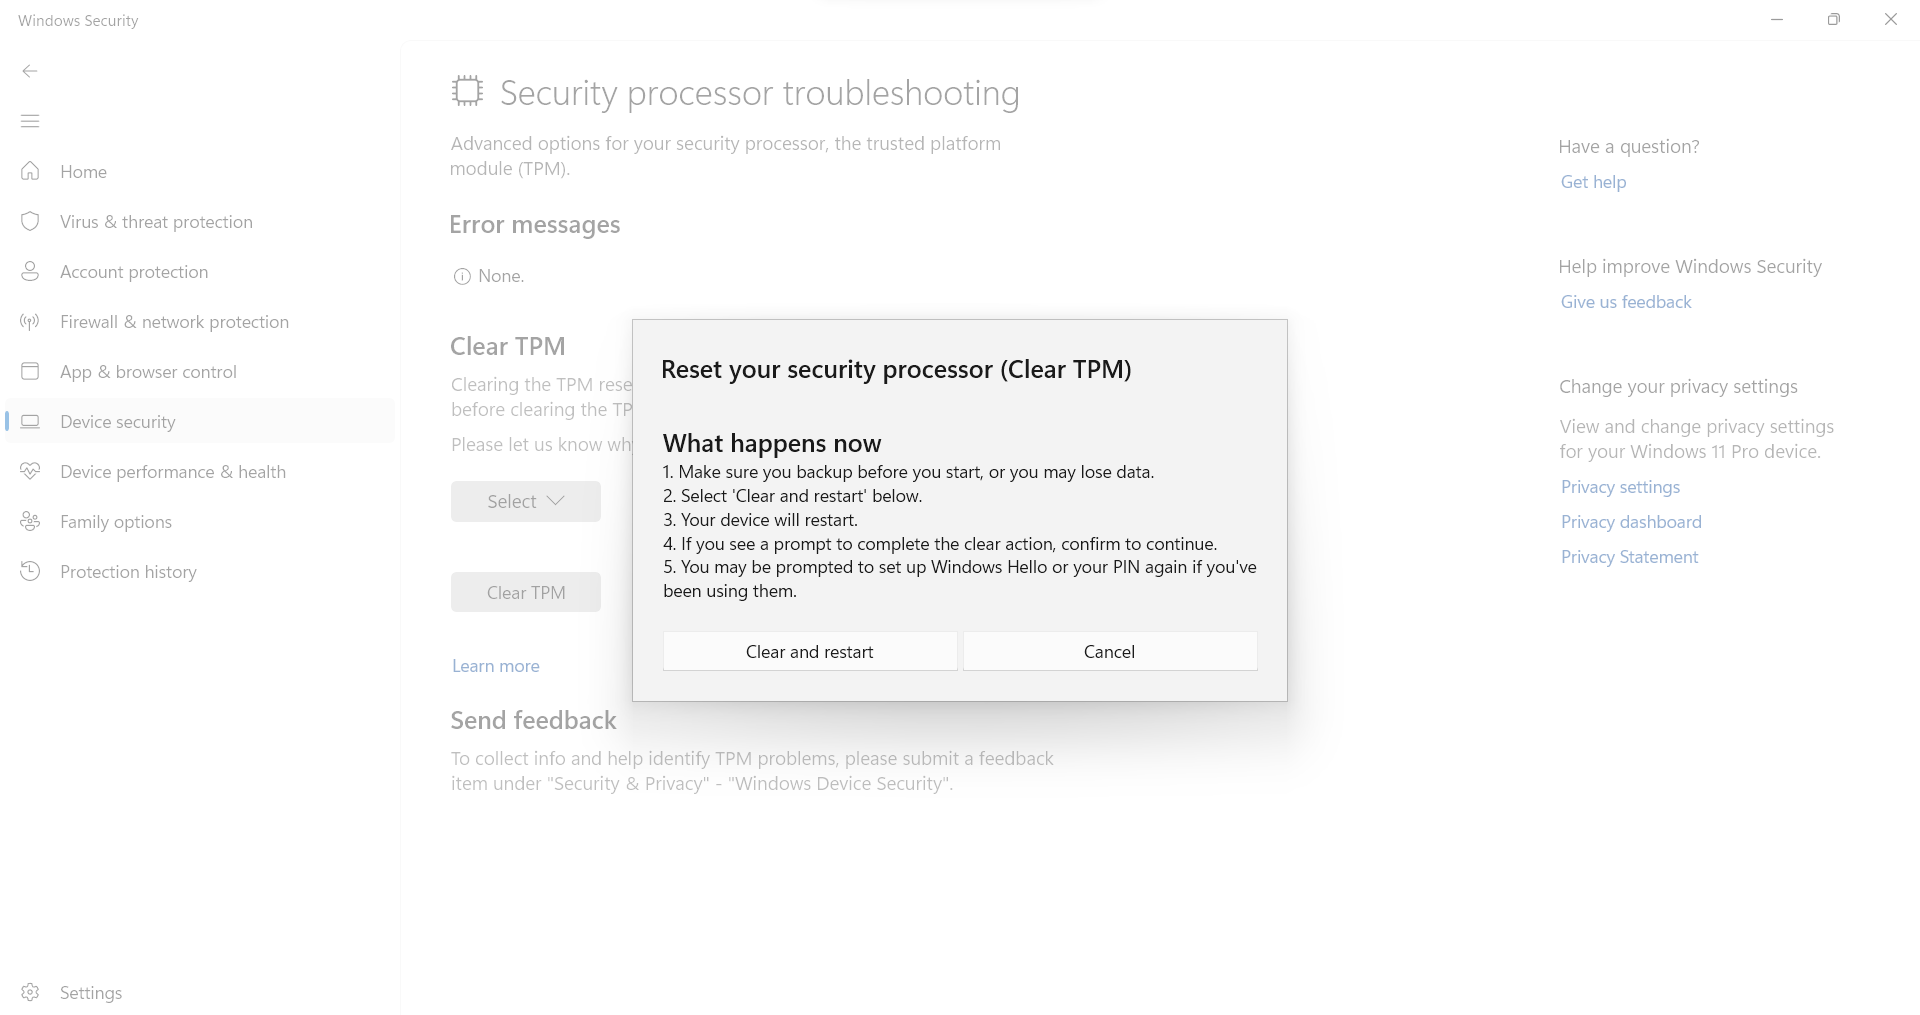 Windows Security
Home
Virus & threat protection
Account protection
Firewall & network protection
App & browser control
Device security
Device performance & health
Family options
Protection history
Settings
Security processor troubleshooting
Advanced options for your security processor, the trusted platform
module (TPM).
Error messages
None.
Clear TPM
Clearing the TPM rese
before clearing the TP
Please let us know wh
Select
Clear TPM
Learn more
Send feedback
To collect info and help identify TPM problems, please submit a feedback
item under "Security & Privacy" - "Windows Device Security".
Reset your security processor (Clear TPM)
What happens now
1. Make sure you backup before you start, or you may lose data.
2. Select 'Clear and restart' below.
3. Your device will restart.
4. If you see a prompt to complete the clear action, confirm to continue.
5. You may be prompted to set up Windows Hello or your PIN again if you've
been using them.
Clear and restart
Cancel
Have a question?
Get help
Help improve Windows Security
Give us feedback
Change your privacy settings
View and change privacy settings
for your Windows 11 Pro device.
Privacy settings
Privacy dashboard
Privacy Statement